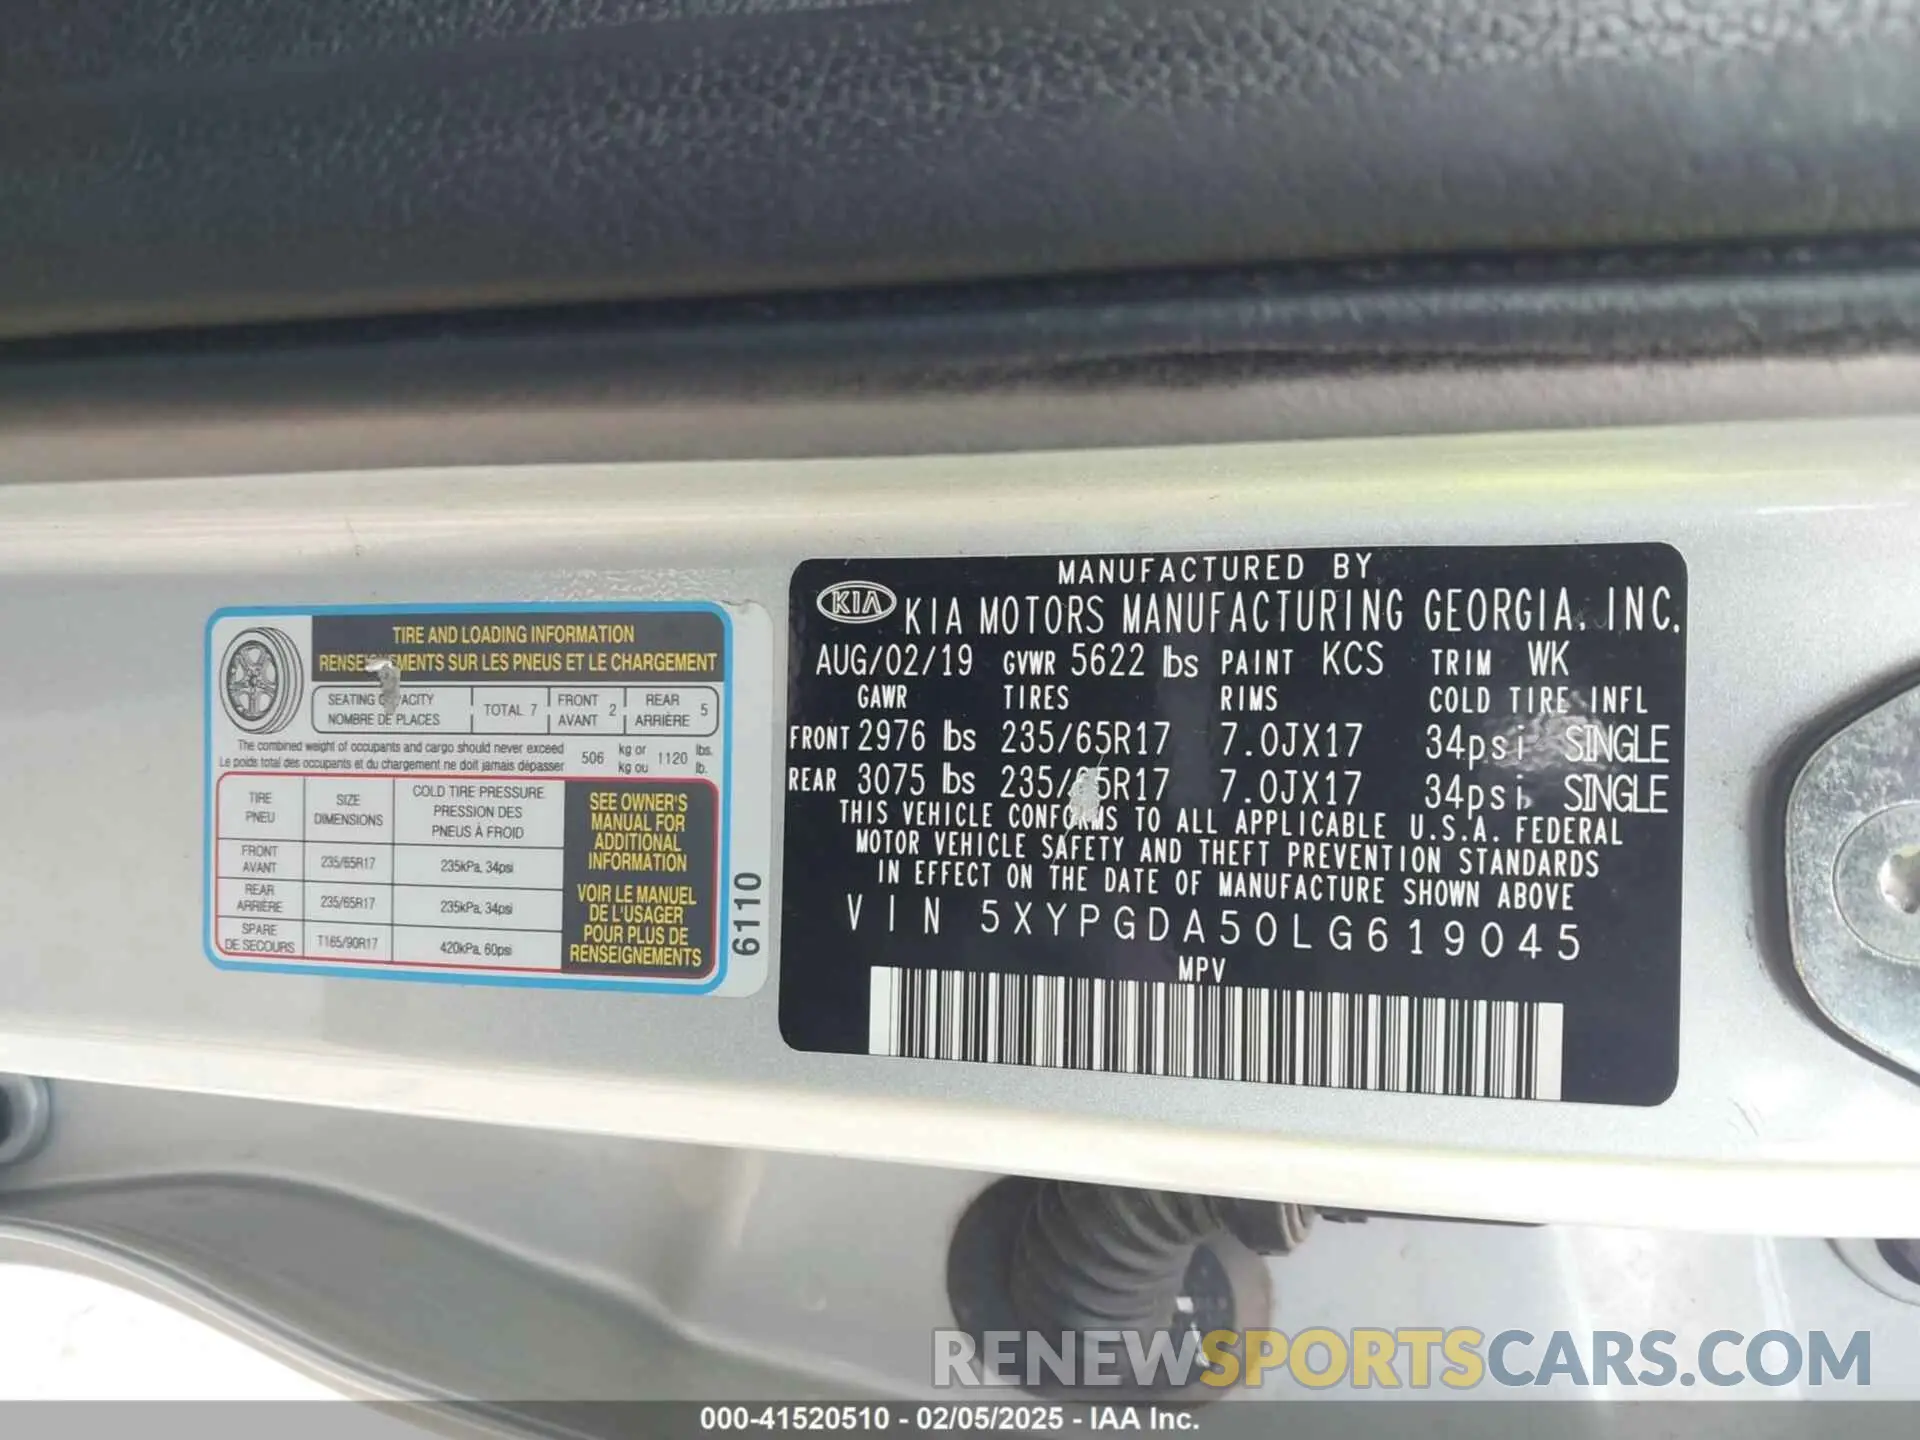 TIRE AND LOADING INFORMATION
RENSEIGNEMENTS SUR LES PNEUS ET LE CHARGEMENT
SEATING CAPACITY
NOMBRE DE PLACES
TOTAL 7
FRONT
AVANT
2
REAR
ARRIÈRE
5
The combined weight of occupants and cargo should never exceed
Le poids total des occupants et du chargement ne doit jamais dépasser
506
kg or
kg ou
1120
lbs.
lb.
TIRE
PNEU
SIZE
DIMENSIONS
COLD TIRE PRESSURE
PRESSION DES
PNEUS À FROID
FRONT
AVANT
235/65R17
235kPa, 34psi
REAR
ARRIÈRE
235/65R17
235kPa, 34psi
SPARE
DE SECOURS
T165/90R17
420kPa, 60psi
SEE OWNER'S
MANUAL FOR
ADDITIONAL
INFORMATION
VOIR LE MANUEL
DE L'USAGER
POUR PLUS DE
RENSEIGNEMENTS
6110
MANUFACTURED BY
KIA KIA MOTORS MANUFACTURING GEORGIA, INC.
AUG/02/19 GVWR 5622 lbs PAINT KCS TRIM WK
GAWR TIRES RIMS COLD TIRE INFL
FRONT 2976 lbs 235/65R17 7.0JX17 34psi SINGLE
REAR 3075 lbs 235/65R17 7.0JX17 34psi SINGLE
THIS VEHICLE CONFORMS TO ALL APPLICABLE U.S.A. FEDERAL
MOTOR VEHICLE SAFETY AND THEFT PREVENTION STANDARDS
IN EFFECT ON THE DATE OF MANUFACTURE SHOWN ABOVE
VIN 5XYPGDA50LG619045
MPV
RENEWSPORTSCARS.COM
000-41520510 - 02/05/2025 - IAA Inc.